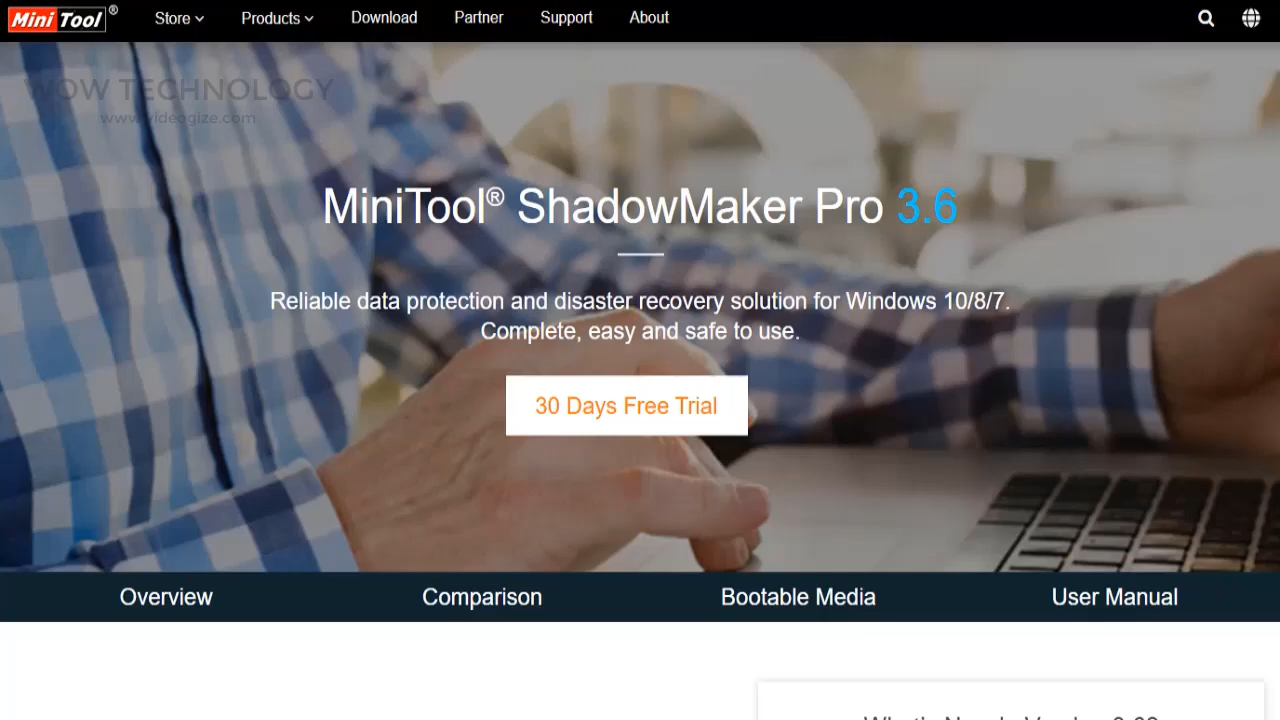 Mini Tool®
Store Products Download Partner Support About
WOW TECHNOLOGY
www.videogize.com
MiniTool® ShadowMaker Pro 3.6
Reliable data protection and disaster recovery solution for Windows 10/8/7.
Complete, easy and safe to use.
30 Days Free Trial
Overview Comparison Bootable Media User Manual